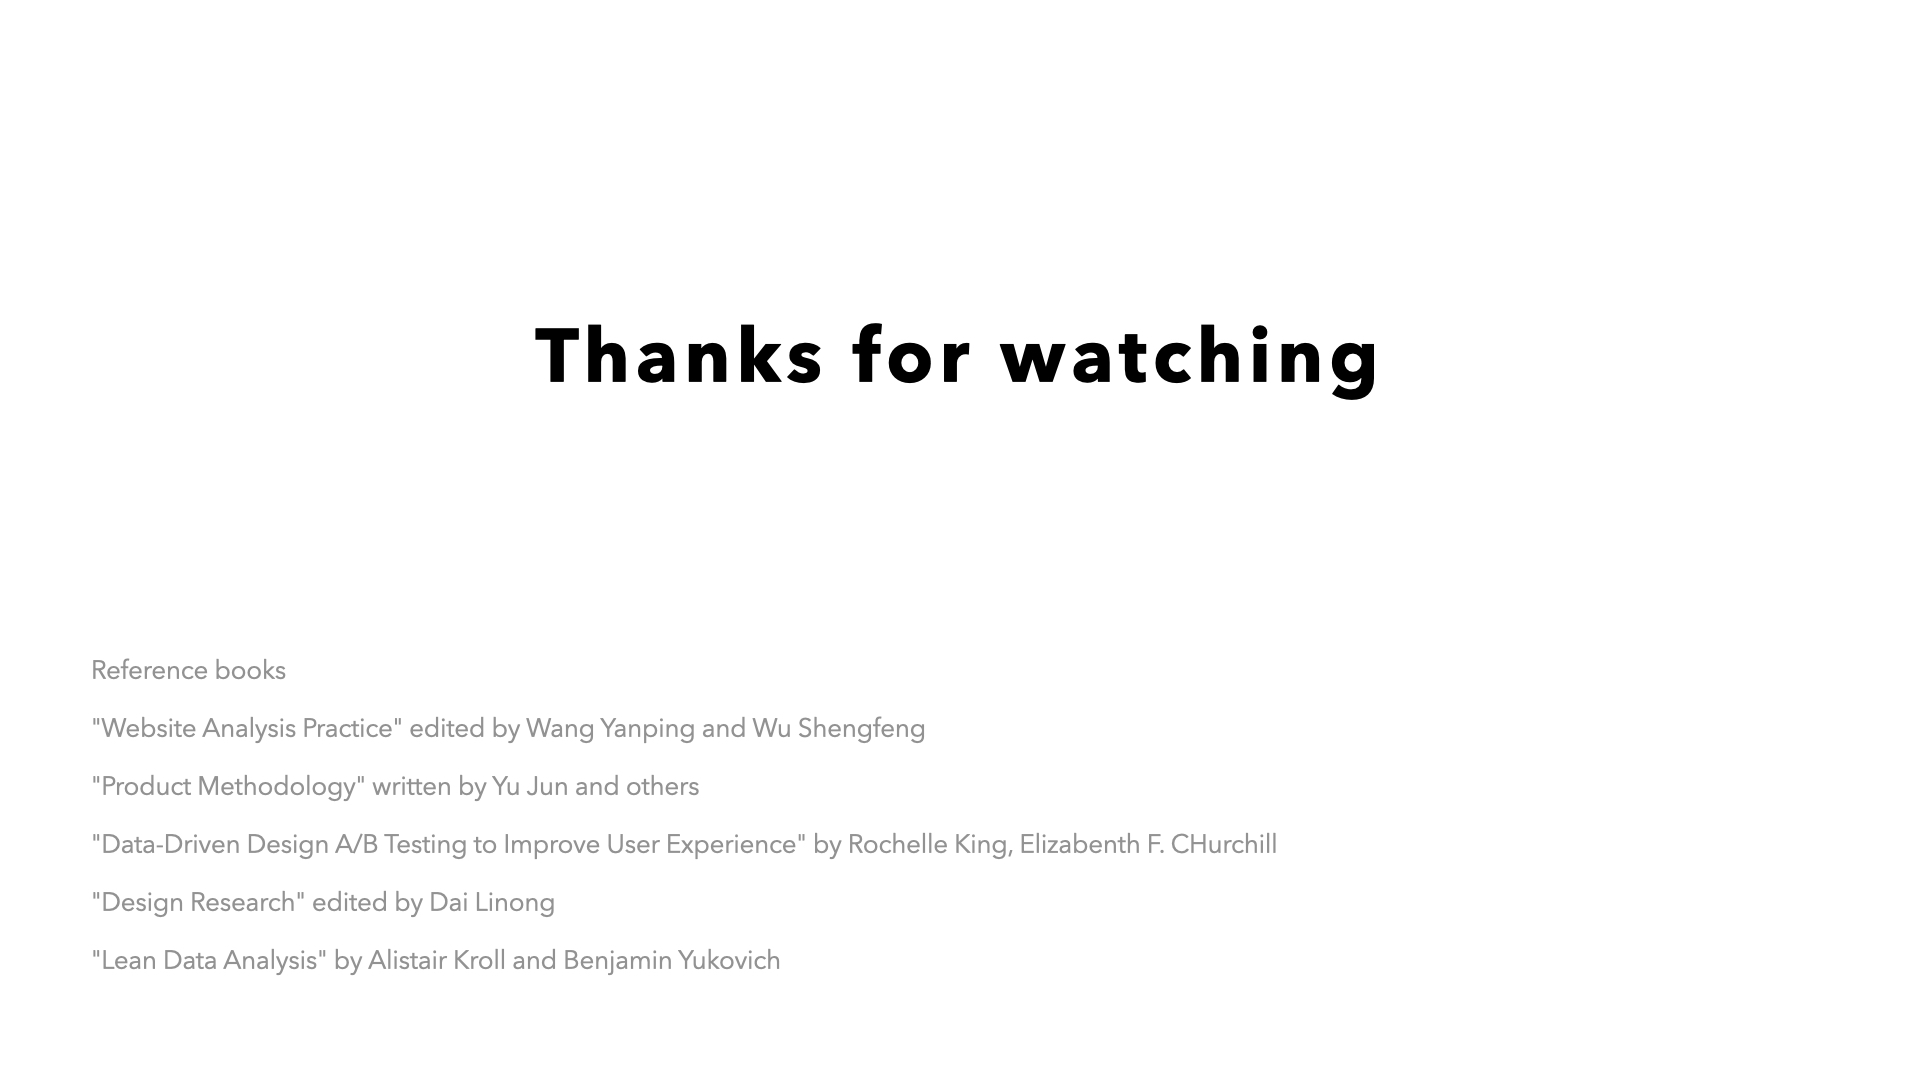 Thanks for watching
Reference books
"Website Analysis Practice" edited by Wang Yanping and Wu Shengfeng
"Product Methodology" written by Yu Jun and others
"Data-Driven Design A/B Testing to Improve User Experience" by Rochelle King, Elizabenth F. CHurchill
"Design Research" edited by Dai Linong
"Lean Data Analysis" by Alistair Kroll and Benjamin Yukovich